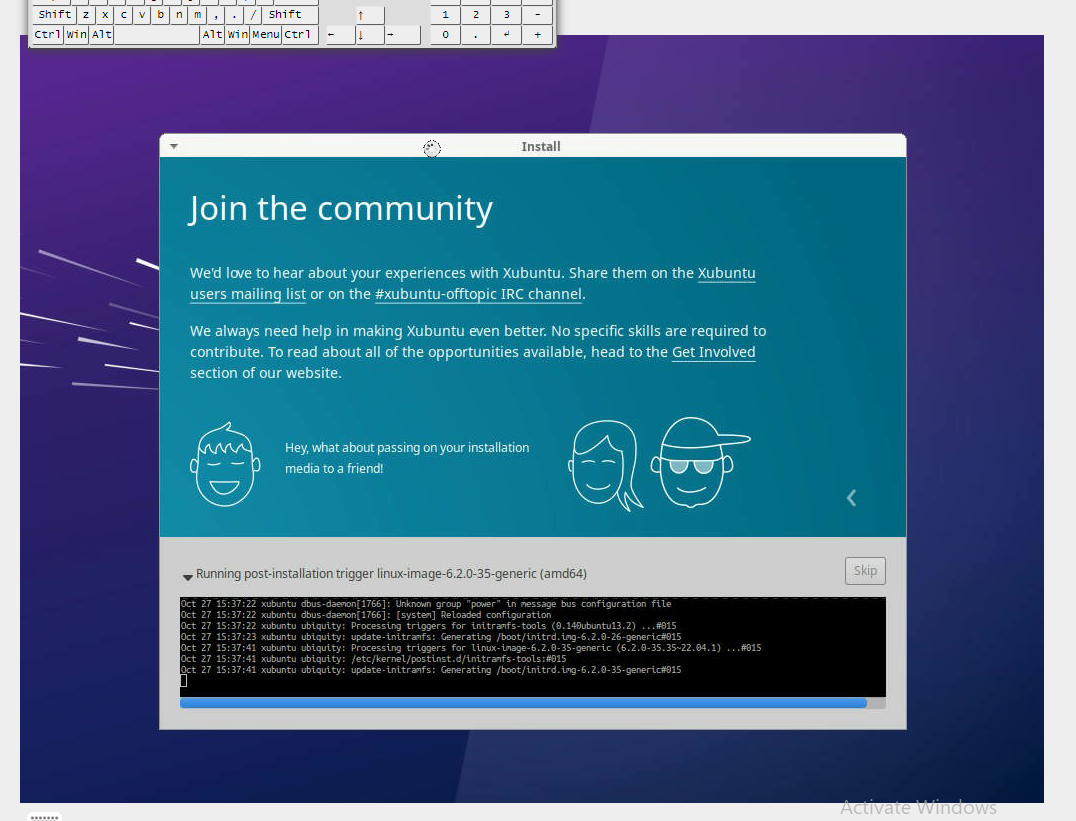 Shift z x c v b n m , . / Shift ↑ 1 2 3 -
Ctrl Win Alt Alt Win Menu Ctrl ← ↓ → 0 . ↲ +
Install
Join the community
We'd love to hear about your experiences with Xubuntu. Share them on the Xubuntu
users mailing list or on the #xubuntu-offtopic IRC channel.
We always need help in making Xubuntu even better. No specific skills are required to
contribute. To read about all of the opportunities available, head to the Get Involved
section of our website.
Hey, what about passing on your installation
media to a friend!
Running post-installation trigger linux-image-6.2.0-35-generic (amd64)
Skip
Oct 27 15:37:22 xubuntu dbus-daemon[1766]: Unknown group "power" in message bus configuration file
Oct 27 15:37:22 xubuntu dbus-daemon[1766]: [system] Reloaded configuration
Oct 27 15:37:22 xubuntu ubiquity: Processing triggers for initramfs-tools (0.140ubuntu13.2) ...#015
Oct 27 15:37:23 xubuntu ubiquity: update-initramfs: Generating /boot/initrd.img-6.2.0-26-generic#015
Oct 27 15:37:41 xubuntu ubiquity: Processing triggers for linux-image-6.2.0-35-generic (6.2.0-35.35~22.04.1) ...#015
Oct 27 15:37:41 xubuntu ubiquity: /etc/kernel/postinst.d/initramfs-tools:#015
Oct 27 15:37:41 xubuntu ubiquity: update-initramfs: Generating /boot/initrd.img-6.2.0-35-generic#015
Activate Windows